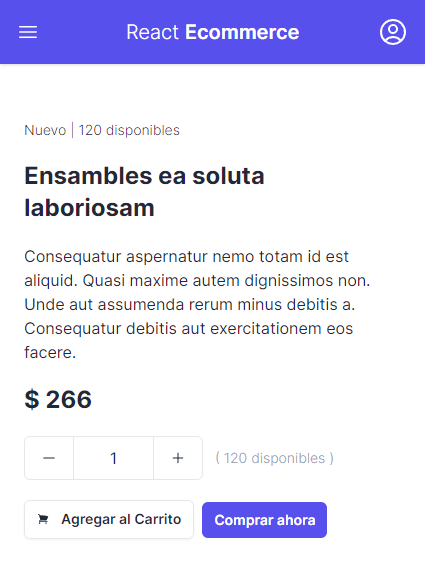 React Ecommerce
Nuevo | 120 disponibles
Ensambles ea soluta
laboriosam
Consequatur aspernatur nemo totam id est
aliquid. Quasi maxime autem dignissimos non.
Unde aut assumenda rerum minus debitis a.
Consequatur debitis aut exercitationem eos
facere.
$ 266
− 1 + ( 120 disponibles )
Agregar al Carrito Comprar ahora